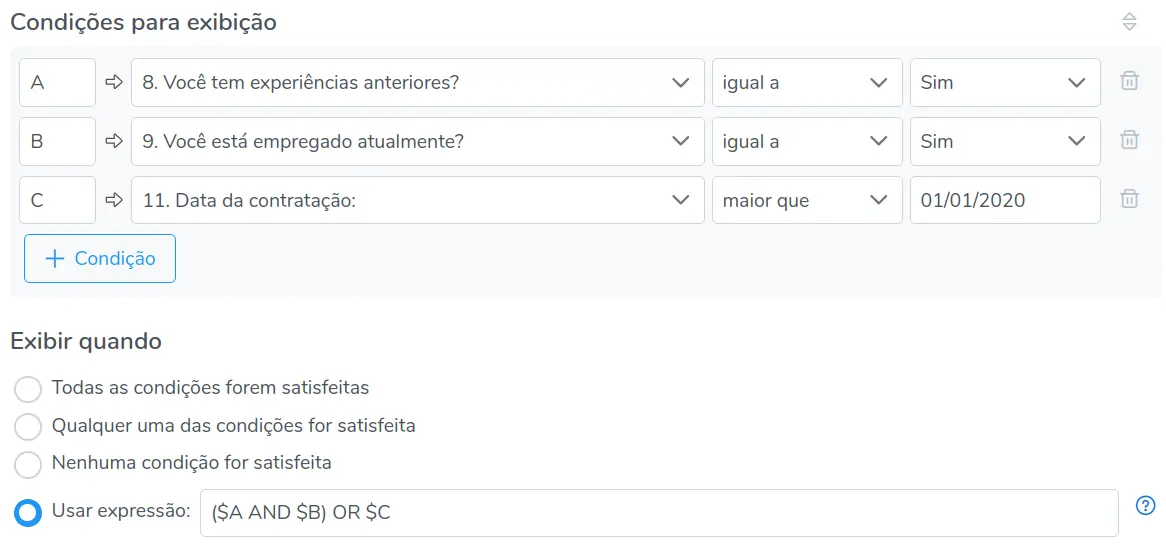 Condições para exibição
A 8. Você tem experiências anteriores? igual a Sim
B 9. Você está empregado atualmente? igual a Sim
C 11. Data da contratação: maior que 01/01/2020
+ Condição
Exibir quando
Todas as condições forem satisfeitas
Qualquer uma das condições for satisfeita
Nenhuma condição for satisfeita
Usar expressão: ($A AND $B) OR $C ?